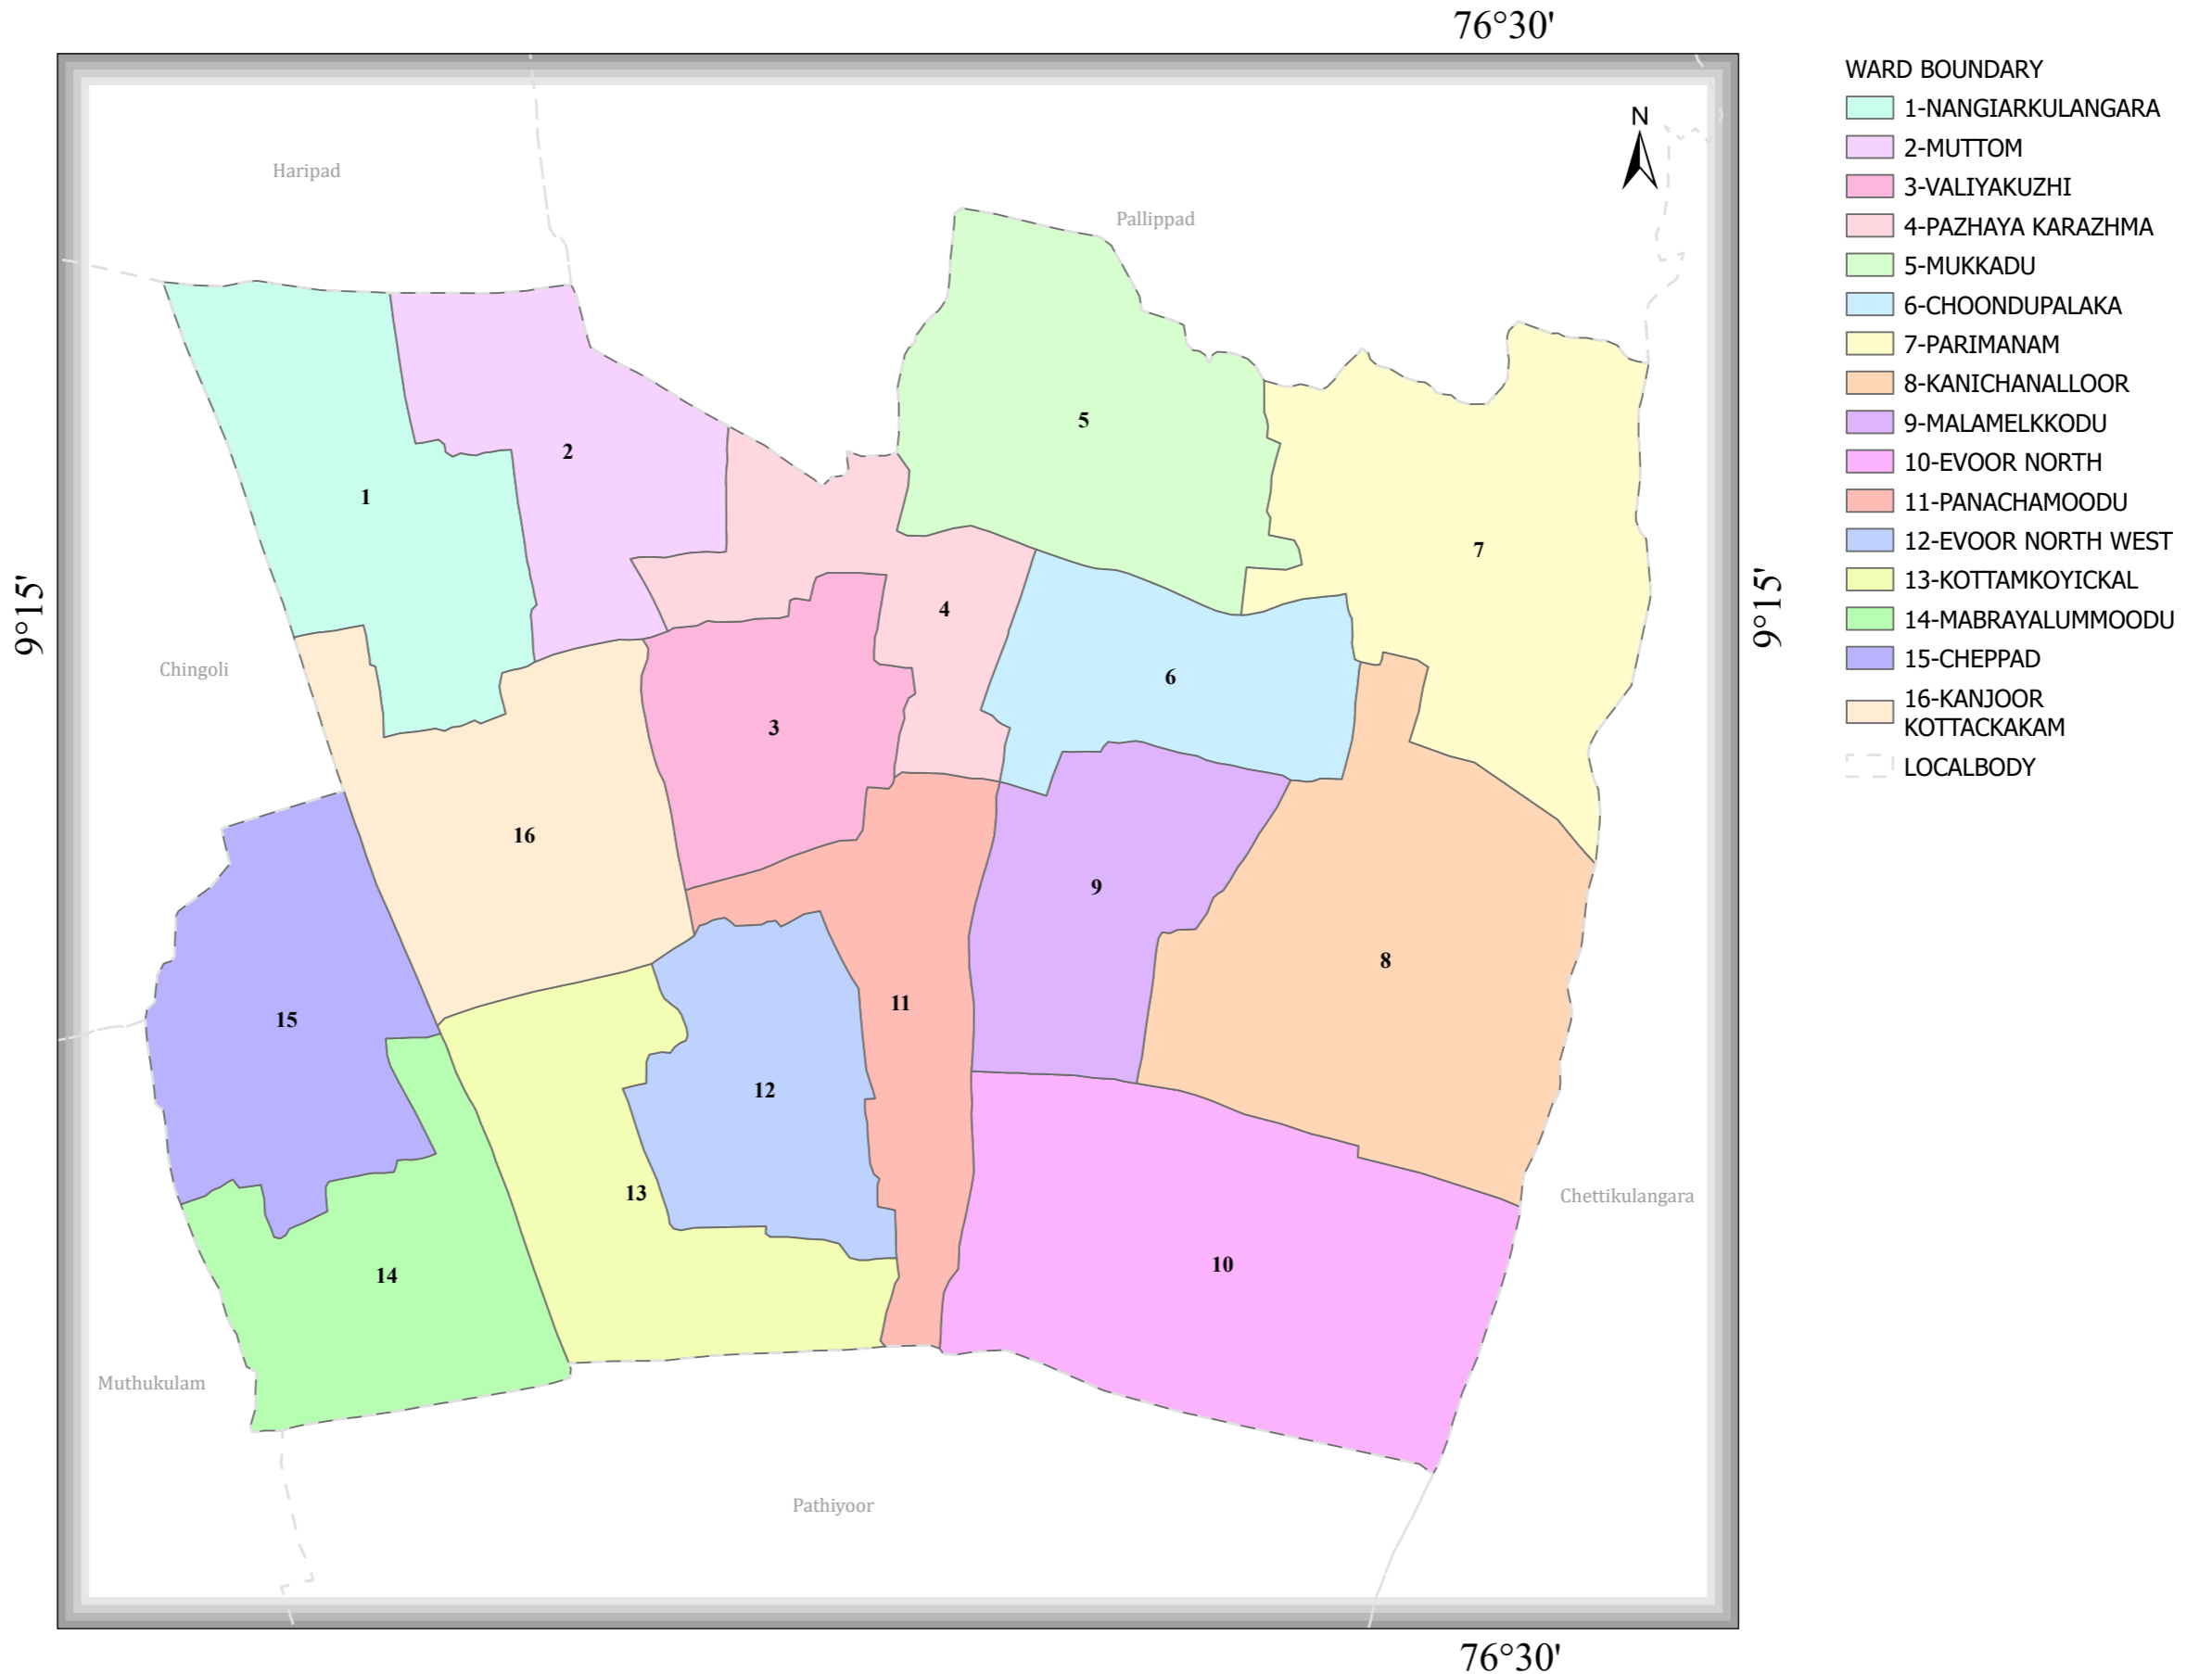 76°30'
WARD BOUNDARY
1-NANGIARKULANGARA
2-MUTTOM
3-VALIYAKUZHI
4-PAZHAYA KARAZHMA
5-MUKKADU
6-CHOONDUPALAKA
7-PARIMANAM
8-KANICHANALLOOR
9-MALAMELKKODU
10-EVOOR NORTH
11-PANACHAMOODU
12-EVOOR NORTH WEST
13-KOTTAMKOYICKAL
14-MABRAYALUMMOODU
15-CHEPPAD
16-KANJOOR
KOTTACKAKAM
LOCALBODY
N
Haripad
Pallippad
5
2
1
7
9°15'
9°15'
4
Chingoli
6
3
16
9
8
11
15
12
13
Chettikulangara
10
14
Muthukulam
Pathiyoor
76°30'